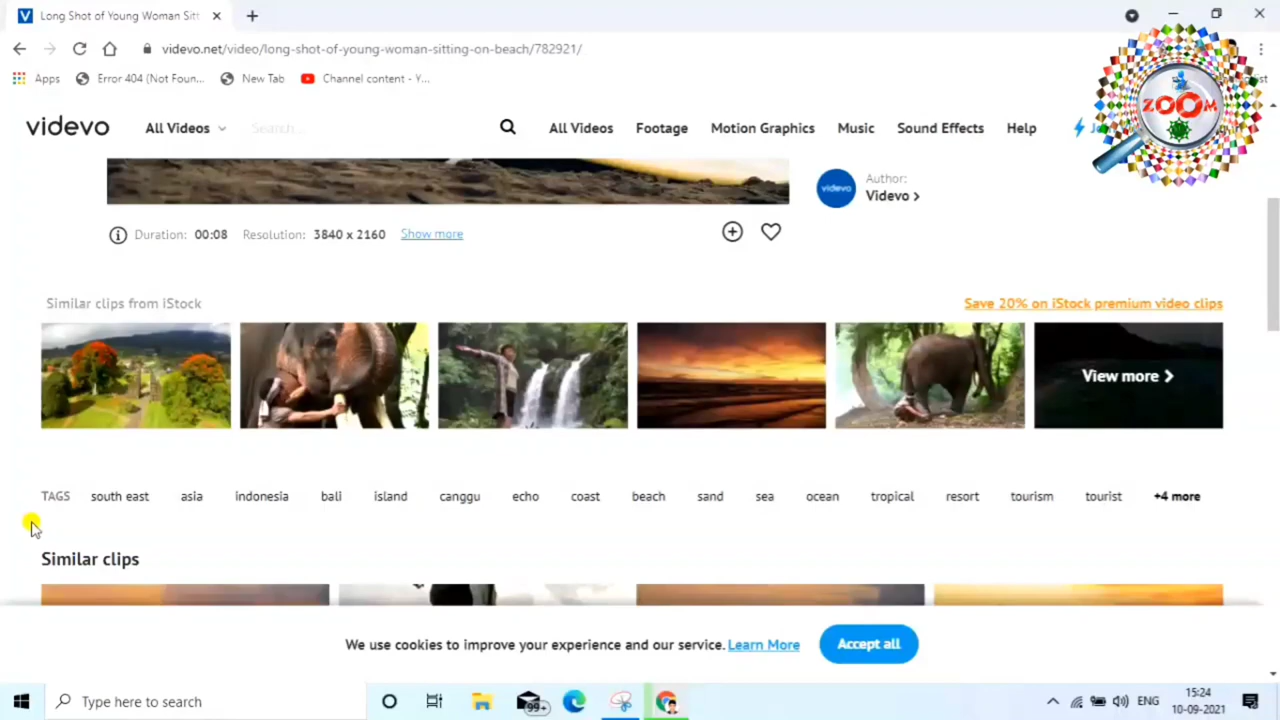 Long Shot of Young Woman Sitt
videvo.net/video/long-shot-of-young-woman-sitting-on-beach/782921/
Apps Error 404 (Not Foun... New Tab Channel content - Y...
ZOOM
videvo All Videos Search... All Videos Footage Motion Graphics Music Sound Effects Help
videvo Author:
Videvo >
Duration: 00:08 Resolution: 3840 x 2160 Show more
Similar clips from iStock Save 20% on iStock premium video clips
View more >
TAGS south east asia indonesia bali island canggu echo coast beach sand sea ocean tropical resort tourism tourist +4 more
Similar clips
We use cookies to improve your experience and our service. Learn More Accept all
Type here to search 99+ ENG 15:24
10-09-2021